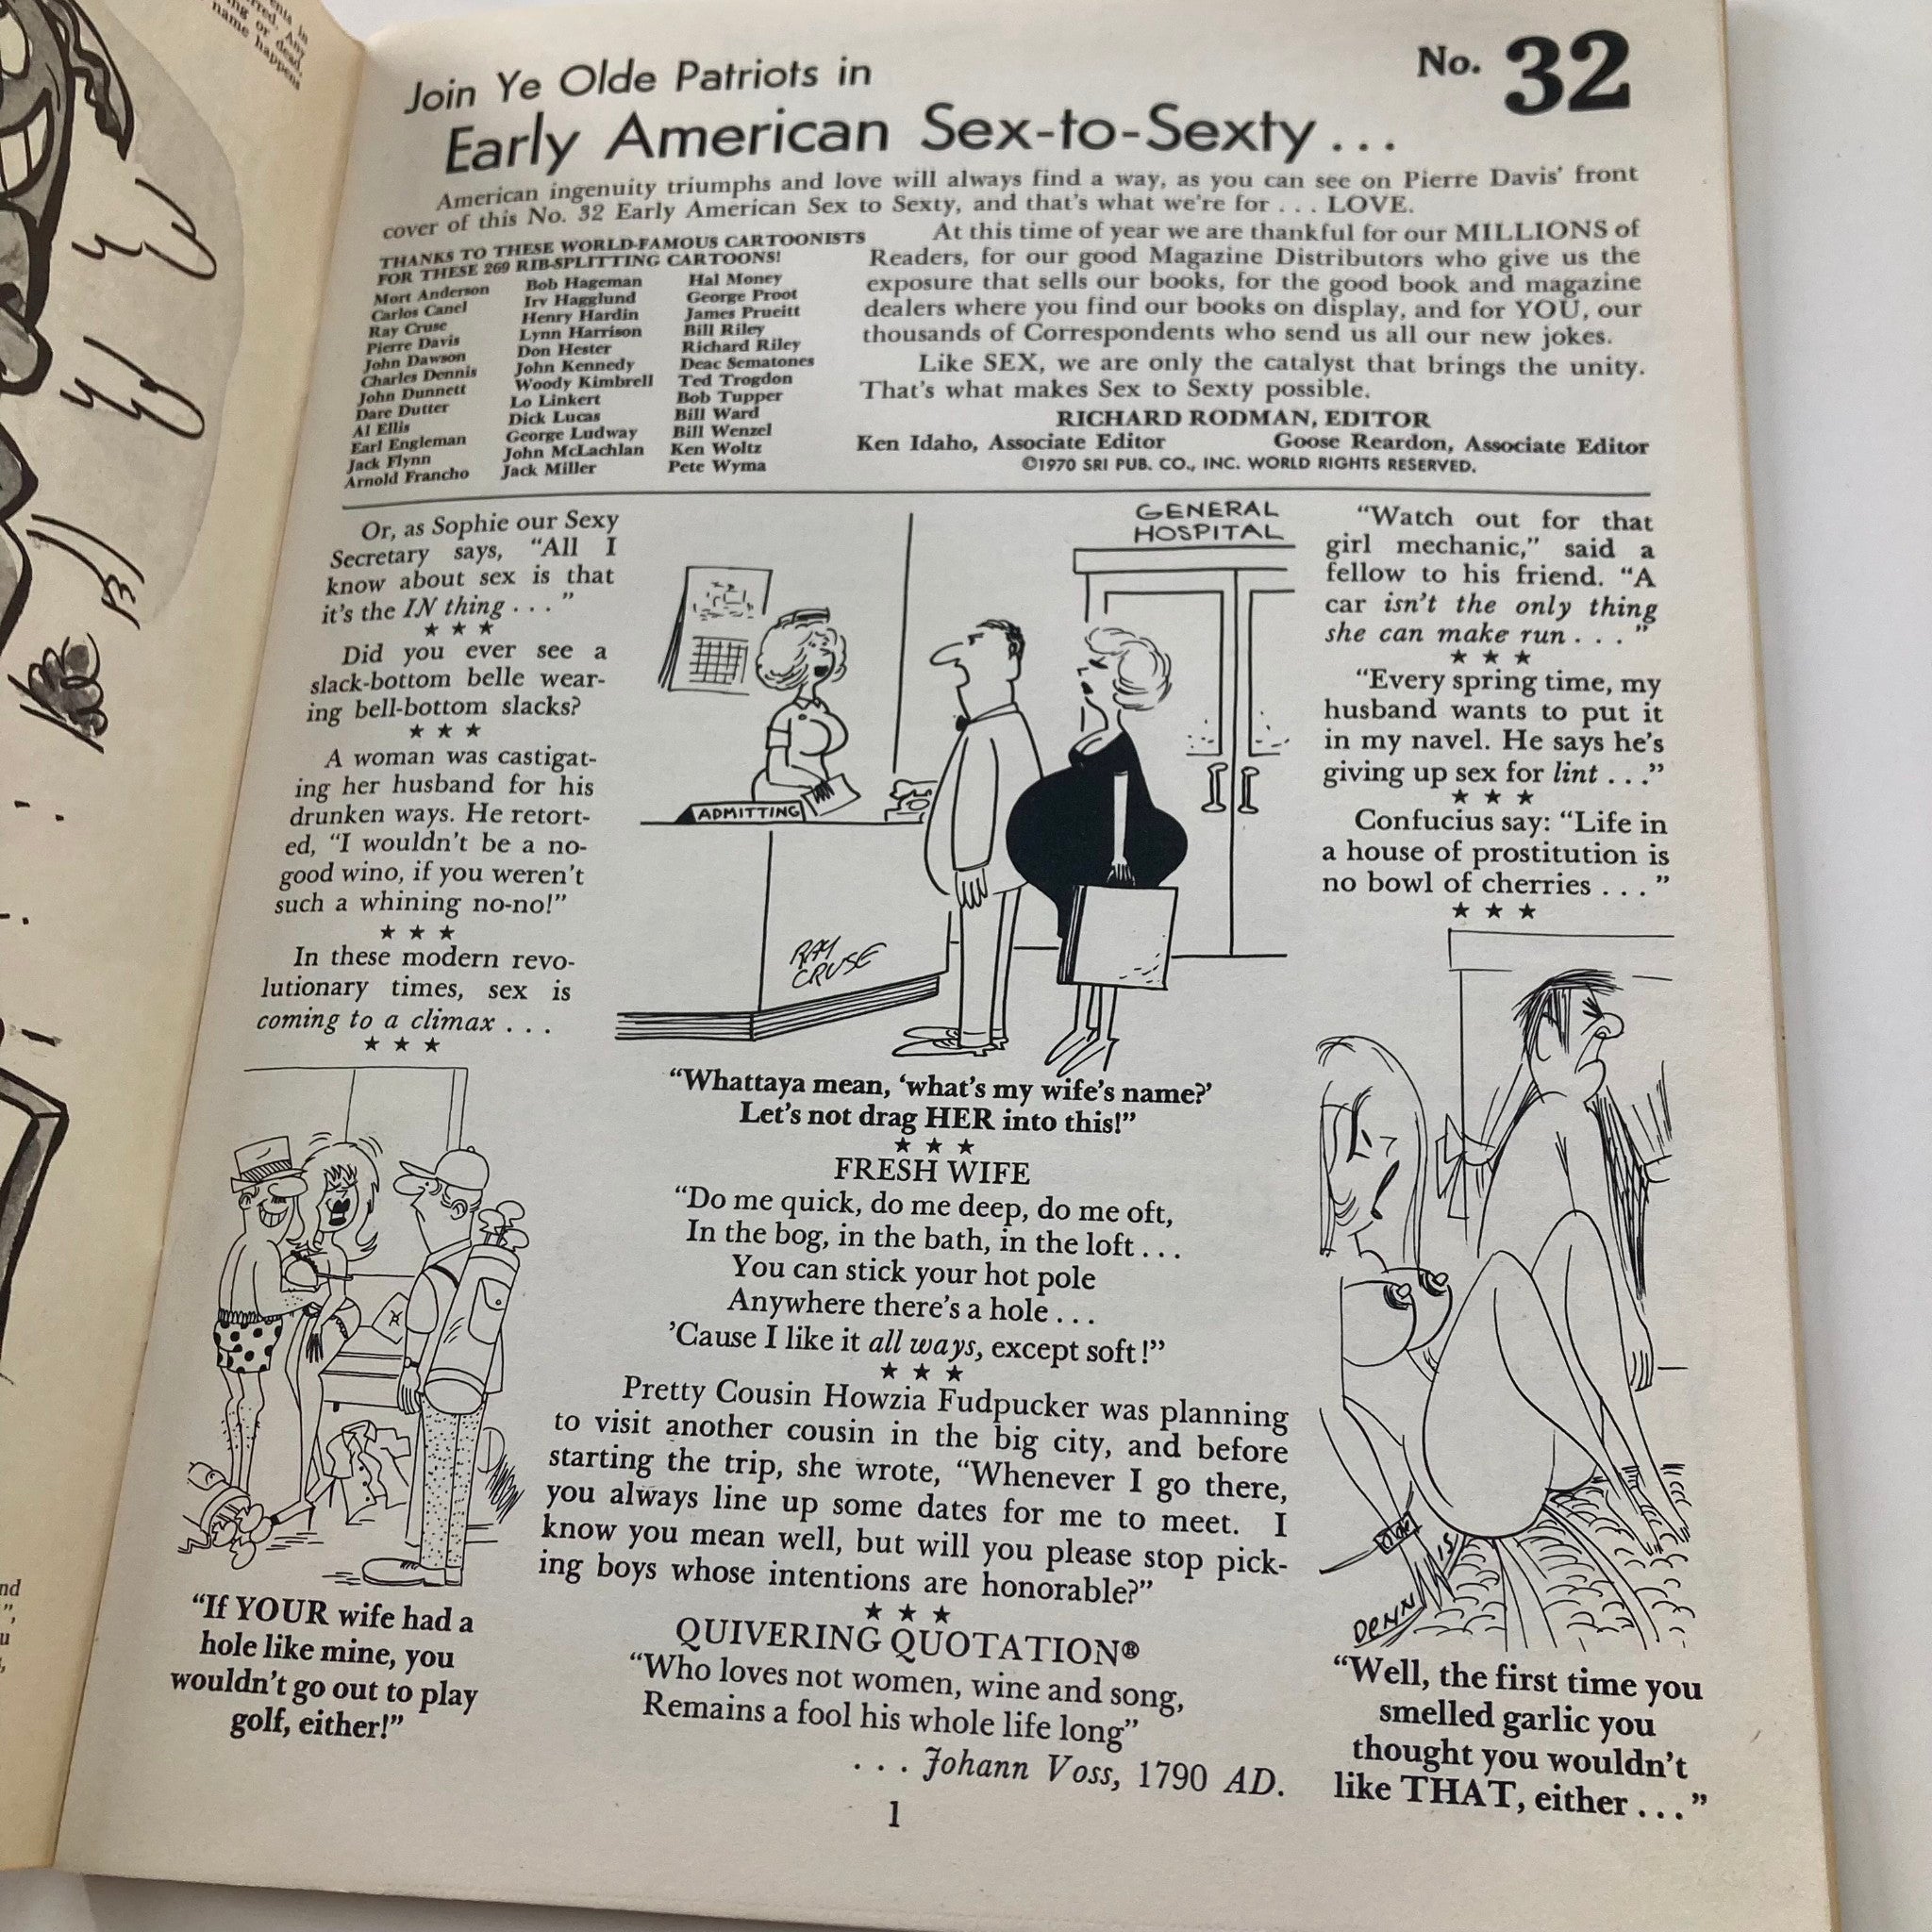 ents in
rred. Any
ng or dead,
name happens
nd
",
u
s,
Join Ye Olde Patriots in
No. 32
Early American Sex-to-Sexty...
American ingenuity triumphs and love will always find a way, as you can see on Pierre Davis' front
cover of this No. 32 Early American Sex to Sexty, and that's what we're for . . . LOVE.
THANKS TO THESE WORLD-FAMOUS CARTOONISTS
FOR THESE 269 RIB-SPLITTING CARTOONS!
Mort Anderson
Carlos Canel
Ray Cruse
Pierre Davis
John Dawson
Charles Dennis
John Dunnett
Dare Dutter
Al Ellis
Earl Engleman
Jack Flynn
Arnold Francho
Bob Hageman
Irv Hagglund
Henry Hardin
Lynn Harrison
Don Hester
John Kennedy
Woody Kimbrell
Lo Linkert
Dick Lucas
George Ludway
John McLachlan
Jack Miller
Hal Money
George Proot
James Prueitt
Bill Riley
Richard Riley
Deac Sematones
Ted Trogdon
Bob Tupper
Bill Ward
Bill Wenzel
Ken Woltz
Pete Wyma
At this time of year we are thankful for our MILLIONS of
Readers, for our good Magazine Distributors who give us the
exposure that sells our books, for the good book and magazine
dealers where you find our books on display, and for YOU, our
thousands of Correspondents who send us all our new jokes.
Like SEX, we are only the catalyst that brings the unity.
That's what makes Sex to Sexty possible.
RICHARD RODMAN, EDITOR
Ken Idaho, Associate Editor Goose Reardon, Associate Editor
©1970 SRI PUB. CO., INC. WORLD RIGHTS RESERVED.
Or, as Sophie our Sexy
Secretary says, "All I
know about sex is that
it's the IN thing . . . "
★ ★ ★
Did you ever see a
slack-bottom belle wear-
ing bell-bottom slacks?
★ ★ ★
A woman was castigat-
ing her husband for his
drunken ways. He retort-
ed, "I wouldn't be a no-
good wino, if you weren't
such a whining no-no!"
★ ★ ★
In these modern revo-
lutionary times, sex is
coming to a climax . . .
★ ★ ★
"If YOUR wife had a
hole like mine, you
wouldn't go out to play
golf, either!"
GENERAL
HOSPITAL
ADMITTING
RAY
CRUSE
"Whattaya mean, 'what's my wife's name?'
Let's not drag HER into this!"
★ ★ ★
FRESH WIFE
"Do me quick, do me deep, do me oft,
In the bog, in the bath, in the loft . . .
You can stick your hot pole
Anywhere there's a hole . . .
'Cause I like it all ways, except soft!"
★ ★ ★
Pretty Cousin Howzia Fudpucker was planning
to visit another cousin in the big city, and before
starting the trip, she wrote, "Whenever I go there,
you always line up some dates for me to meet. I
know you mean well, but will you please stop pick-
ing boys whose intentions are honorable?"
★ ★ ★
QUIVERING QUOTATION®
"Who loves not women, wine and song,
Remains a fool his whole life long"
. . . Johann Voss, 1790 AD.
"Watch out for that
girl mechanic," said a
fellow to his friend. "A
car isn't the only thing
she can make run . . . "
★ ★ ★
"Every spring time, my
husband wants to put it
in my navel. He says he's
giving up sex for lint . . ."
★ ★ ★
Confucius say: "Life in
a house of prostitution is
no bowl of cherries . . . "
★ ★ ★
DENNIS
"Well, the first time you
smelled garlic you
thought you wouldn't
like THAT, either . . . "
1